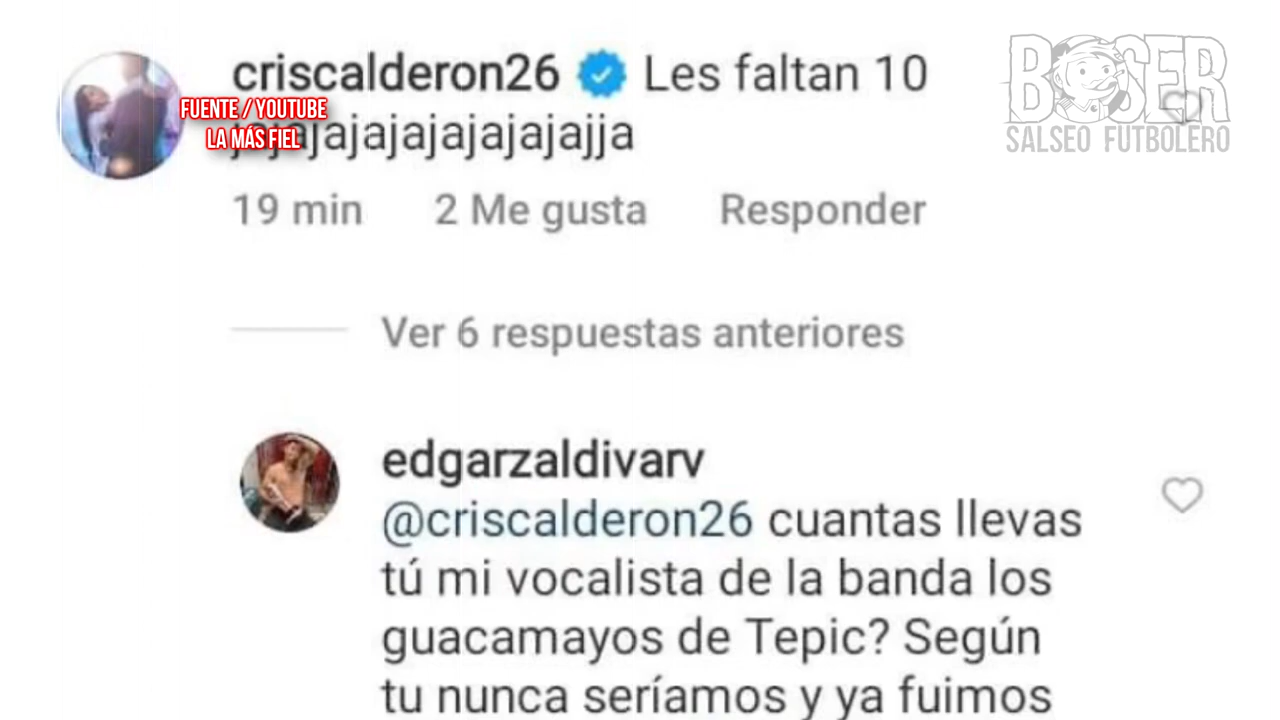 criscalderon26 Les faltan 10
jajajajajajajajajajja
FUENTE / YOUTUBE
LA MÁS FIEL
BOSER
SALSEO FUTBOLERO
19 min 2 Me gusta Responder
Ver 6 respuestas anteriores
edgarzaldivarv
@criscalderon26 cuantas llevas
tú mi vocalista de la banda los
guacamayos de Tepic? Según
tu nunca seríamos y ya fuimos